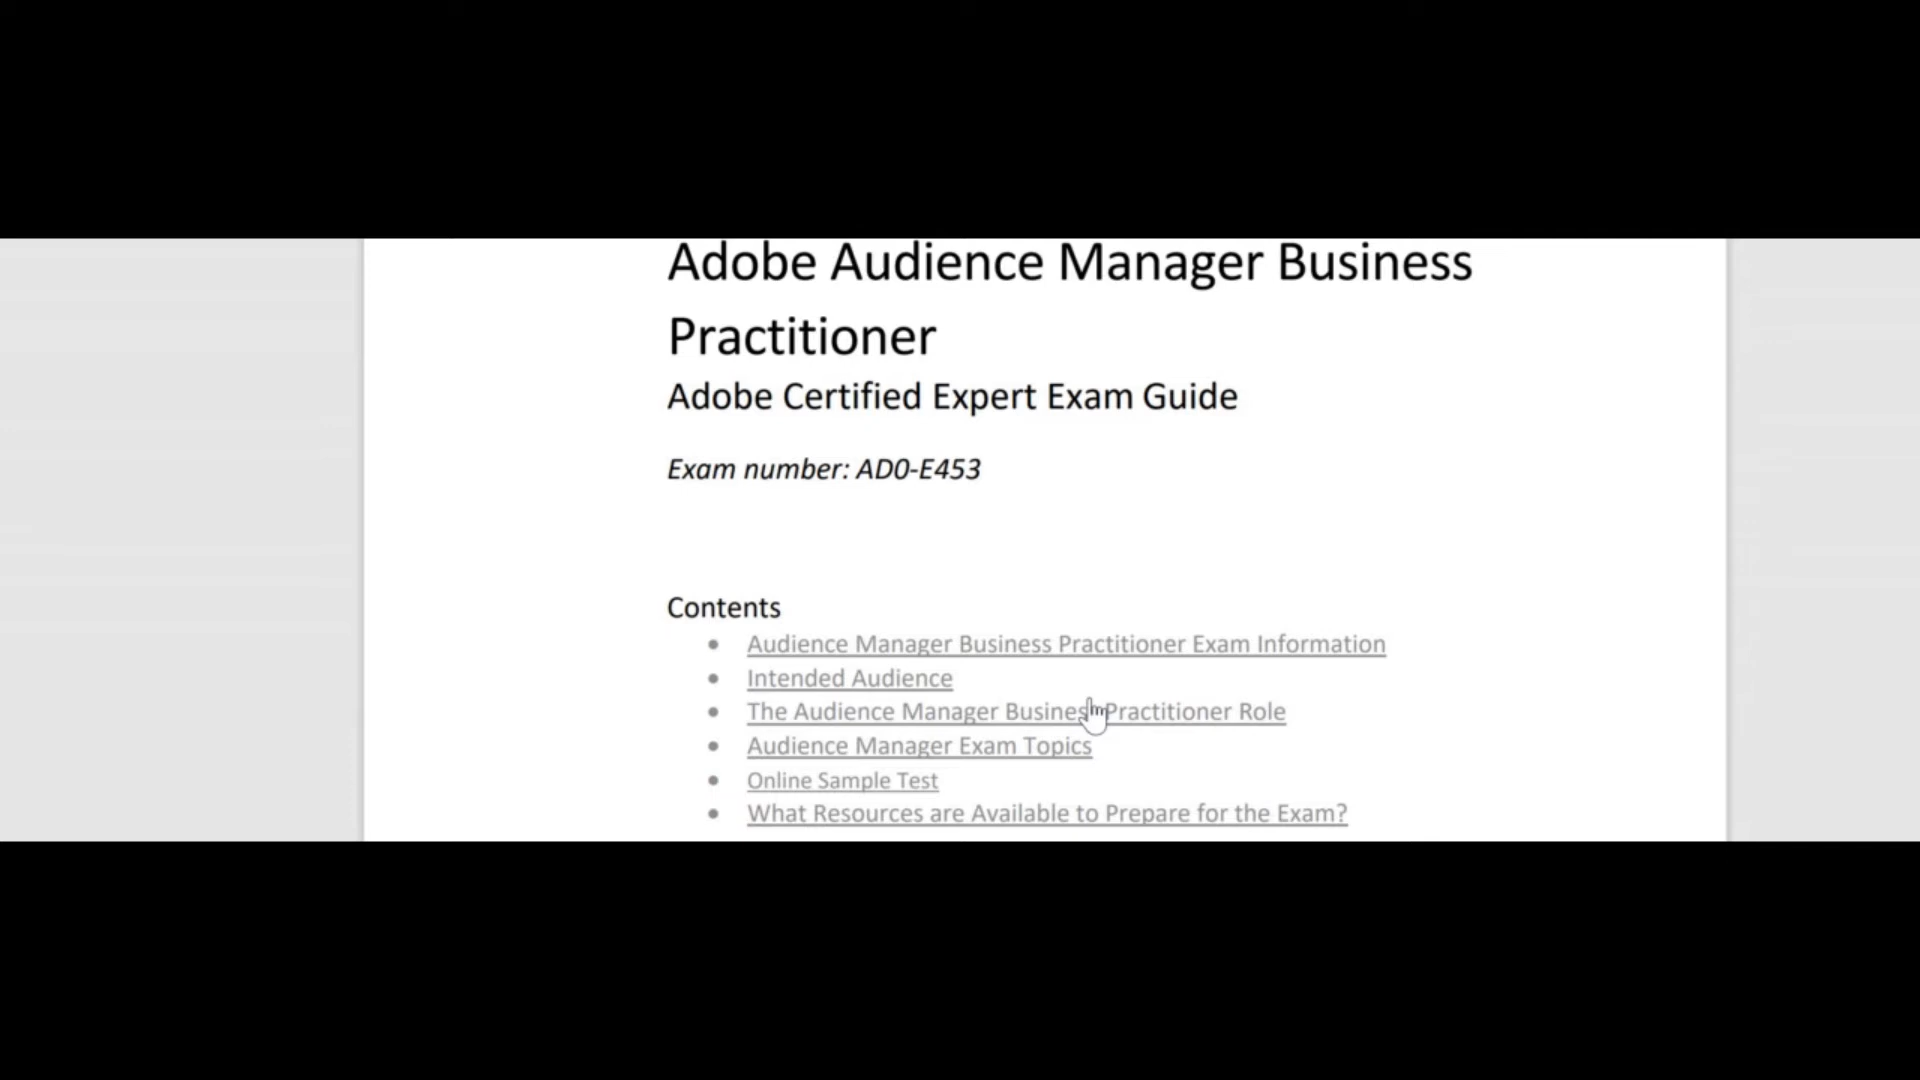 Adobe Audience Manager Business
Practitioner
Adobe Certified Expert Exam Guide
Exam number: AD0-E453
Contents
• Audience Manager Business Practitioner Exam Information
• Intended Audience
• The Audience Manager Business Practitioner Role
• Audience Manager Exam Topics
• Online Sample Test
• What Resources are Available to Prepare for the Exam?